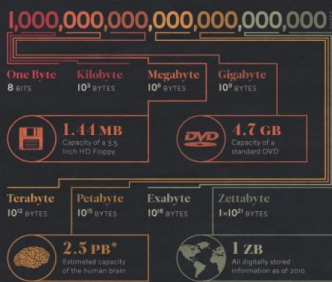 1,000,000,000,000,000,000,000
One Byte
8 BITS
Kilobyte
10³ BYTES
Megabyte
10⁶ BYTES
Gigabyte
10⁹ BYTES
1.44 MB
Capacity of a 3.5
Inch HD Floppy
DVD
4.7 GB
Capacity of a
standard DVD
Terabyte
10¹² BYTES
Petabyte
10¹⁵ BYTES
Exabyte
10¹⁸ BYTES
Zettabyte
1×10²¹ BYTES
2.5 PB*
Estimated capacity
of the human brain
1 ZB
All digitally stored
information as of 2010.